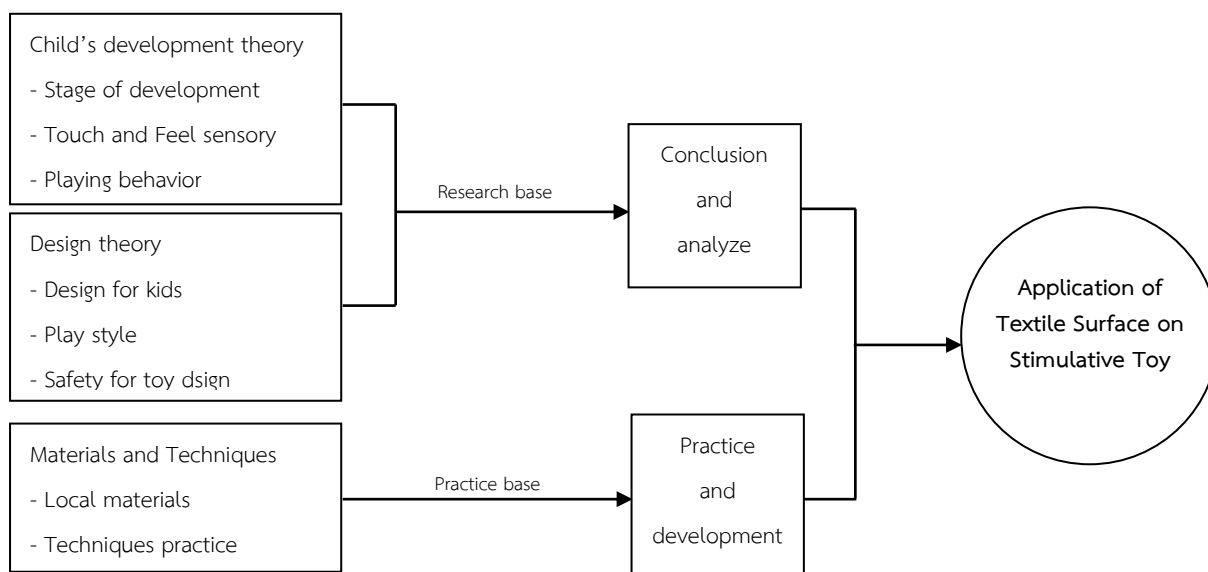 Child's development theory
- Stage of development
- Touch and Feel sensory
- Playing behavior
Design theory
- Design for kids
- Play style
- Safety for toy dsign
Materials and Techniques
- Local materials
- Techniques practice
Research base
Practice base
Conclusion
and
analyze
Practice
and
development
Application of
Textile Surface on
Stimulative Toy